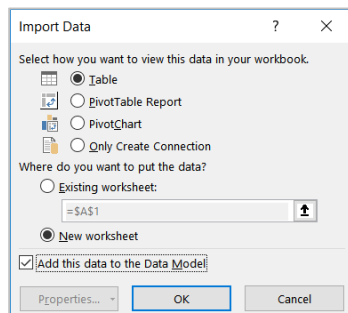 Import Data ? ×
Select how you want to view this data in your workbook.
Table
PivotTable Report
PivotChart
Only Create Connection
Where do you want to put the data?
Existing worksheet:
=$A$1
New worksheet
Add this data to the Data Model
Properties...
OK
Cancel